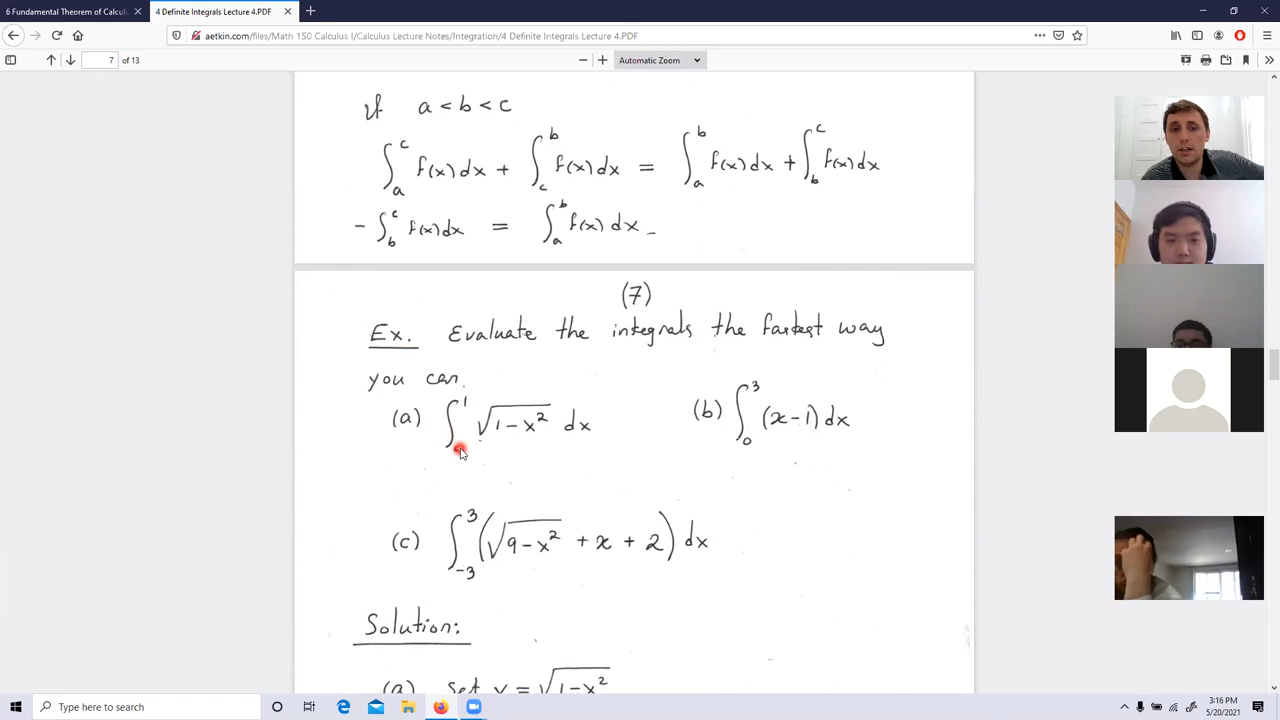 6 Fundamental Theorem of Calcul
4 Definite Integrals Lecture 4.PDF
aetkin.com/files/Math 150 Calculus I/Calculus Lecture Notes/Integration/4 Definite Integrals Lecture 4.PDF
7 of 13
Automatic Zoom
If a < b < c
∫_a^c f(x)dx + ∫_c^b f(x)dx = ∫_a^b f(x)dx + ∫_b^c f(x)dx
- ∫_b^c f(x)dx = ∫_a^b f(x) dx
(7)
Ex. Evaluate the integrals the fastest way
you can.
(a) ∫^1 √1-x² dx (b) ∫_0^3 (x-1) dx
(c) ∫_-3^3 (√9-x² + x + 2) dx
Solution:
(a) Set y = √1-x²
Type here to search
3:16 PM
5/20/2021